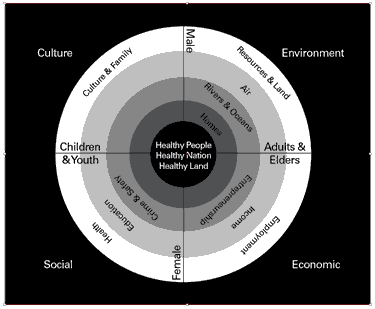 Culture
Environment
Male
Culture & Family
Resources & Land
Air
Rivers & Oceans
Homes
Healthy People
Healthy Nation
Healthy Land
Children
& Youth
Adults &
Elders
Crime & Safety
Education
Health
Entrepreneurship
Income
Employment
Female
Social
Economic